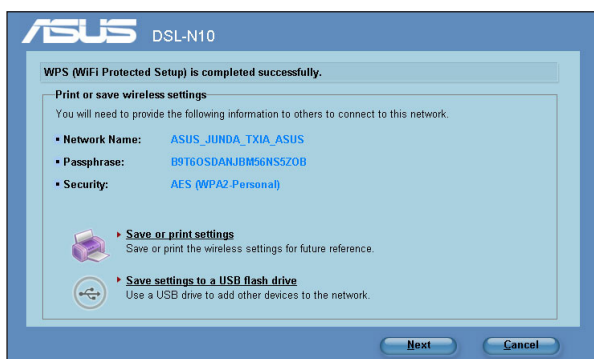 ASUS DSL-N10
WPS (WiFi Protected Setup) is completed successfully.
Print or save wireless settings
You will need to provide the following information to others to connect to this network.
Network Name: ASUS_JUNDA_TXIA_ASUS
Passphrase: B9T6OSDANJBM56NS5ZOB
Security: AES (WPA2-Personal)
Save or print settings
Save or print the wireless settings for future reference.
Save settings to a USB flash drive
Use a USB drive to add other devices to the network.
Next Cancel